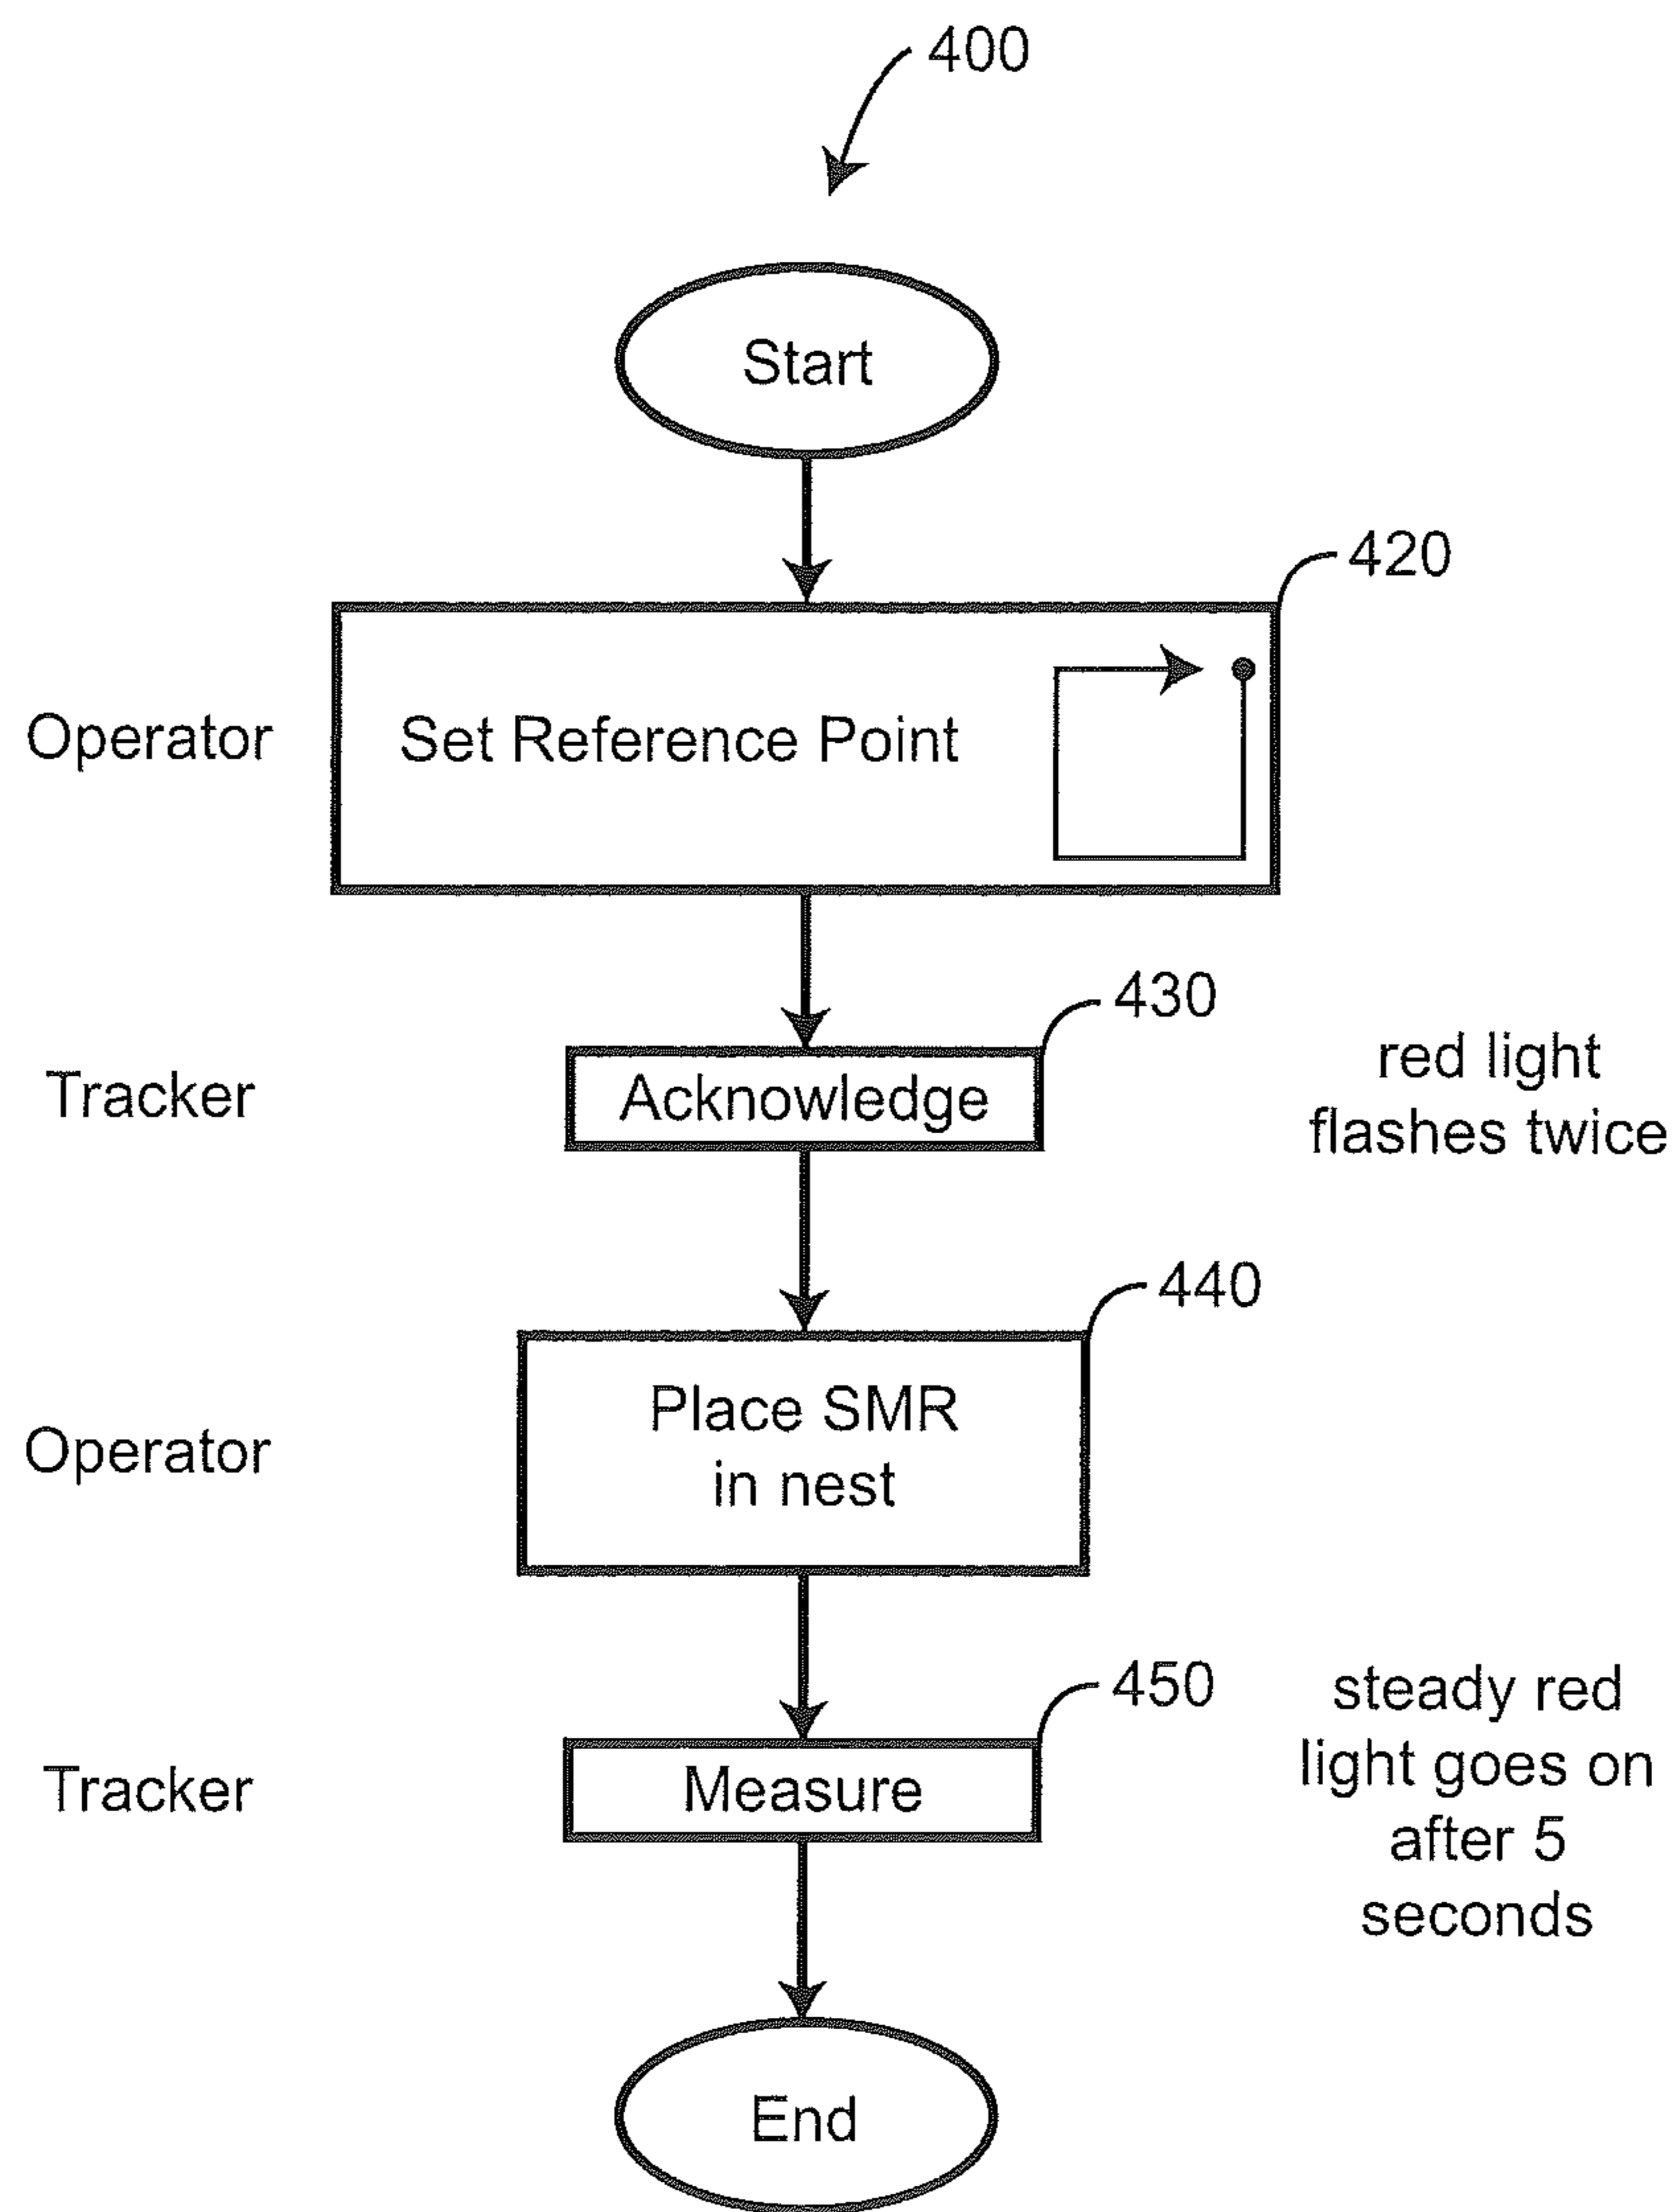 400
Start
420
Operator
Set Reference Point
430
Tracker
Acknowledge
red light
flashes twice
440
Operator
Place SMR
in nest
450
Tracker
Measure
steady red
light goes on
after 5
seconds
End